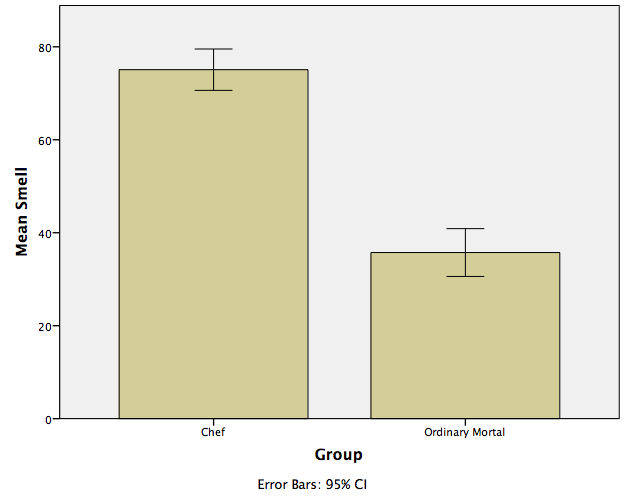 80
60
40
20
0
Mean Smell
Chef
Ordinary Mortal
Group
Error Bars: 95% CI